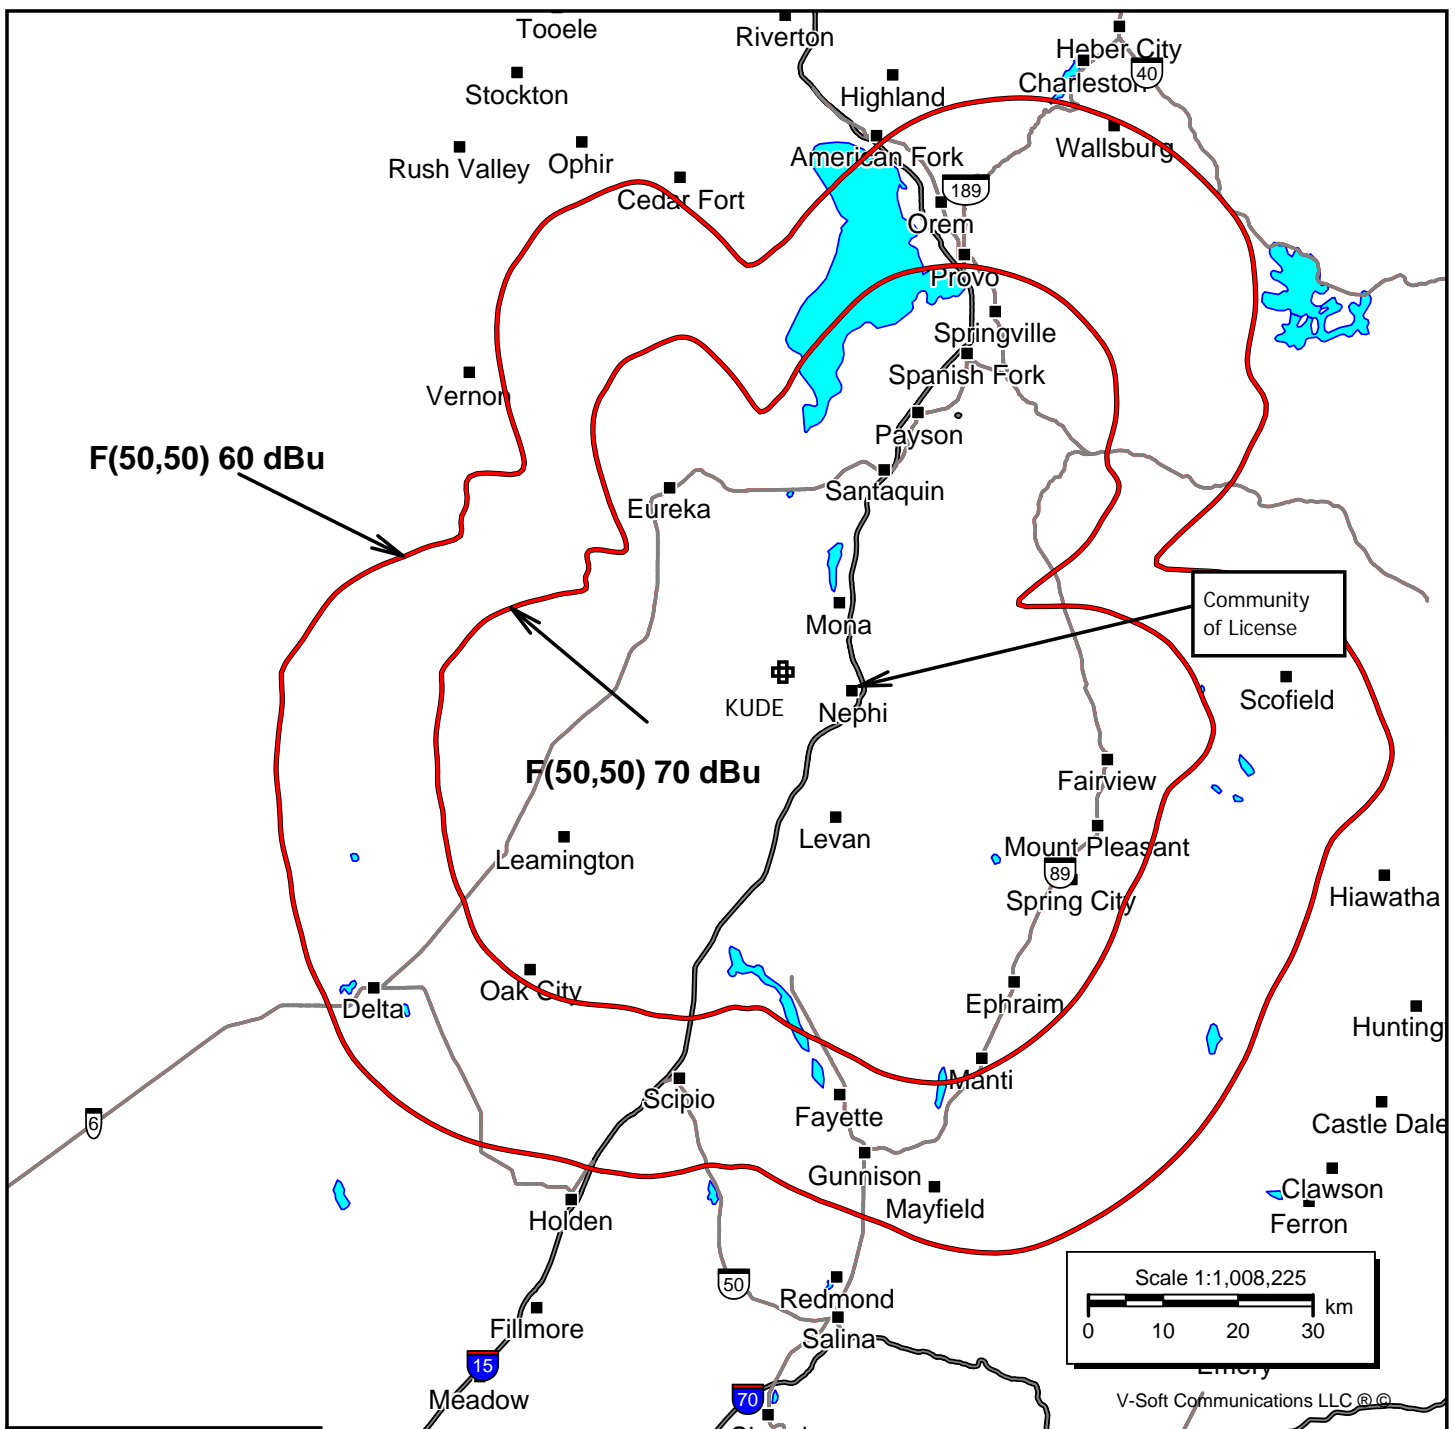 Tooele
Riverton
Heber City
Charleston
40
Stockton
Highland
Rush Valley
Ophir
American Fork
Wallsburg
Cedar Fort
189
Orem
Provo
Springville
Vernon
Spanish Fork
Payson
F(50,50) 60 dBu
Santaquin
Eureka
Community
of License
Mona
KUDE
Nephi
Scofield
F(50,50) 70 dBu
Fairview
Levan
Mount Pleasant
Leamington
89
Spring City
Hiawatha
Oak City
Delta
Ephraim
Hunting
Manti
Scipio
Fayette
6
Castle Dale
Gunnison
Clawson
Mayfield
Holden
Ferron
50
Scale 1:1,008,225
km
0 10 20 30
Redmond
Fillmore
Salina
15
Emery
Meadow
70
V-Soft Communications LLC ® ©